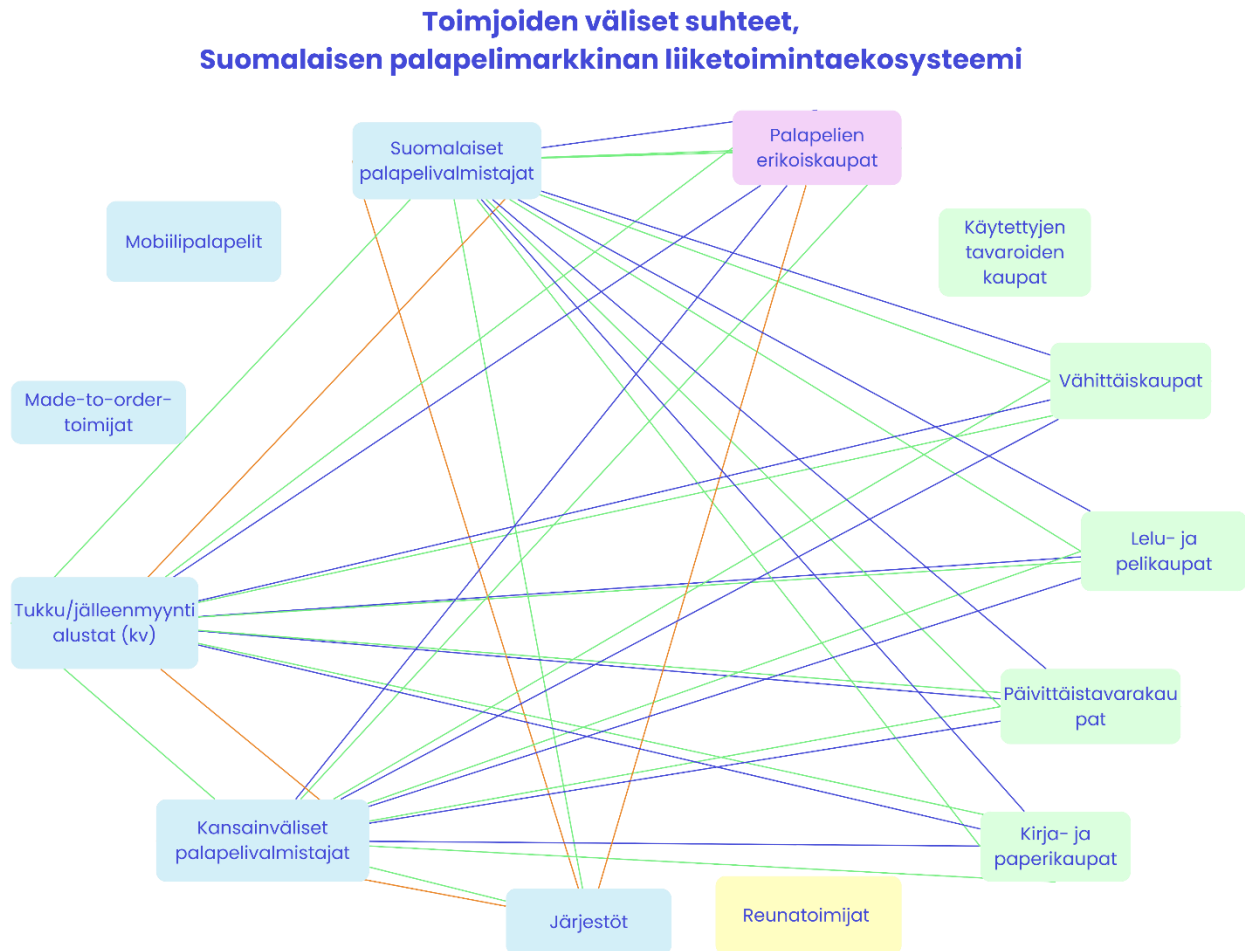 Toimjoiden väliset suhteet,
Suomalaisen palapelimarkkinan liiketoimintaekosysteemi
Suomalaiset
palapelivalmistajat
Palapelien
erikoiskaupat
Mobiilipalapelit
Käytettyjen
tavaroiden
kaupat
Vähittäiskaupat
Made-to-order-
toimijat
Lelu- ja
pelikaupat
Tukku/jälleenmyynti
alustat (kv)
Päivittäistavarakau
pat
Kansainväliset
palapelivalmistajat
Kirja- ja
paperikaupat
Järjestöt
Reunatoimijat